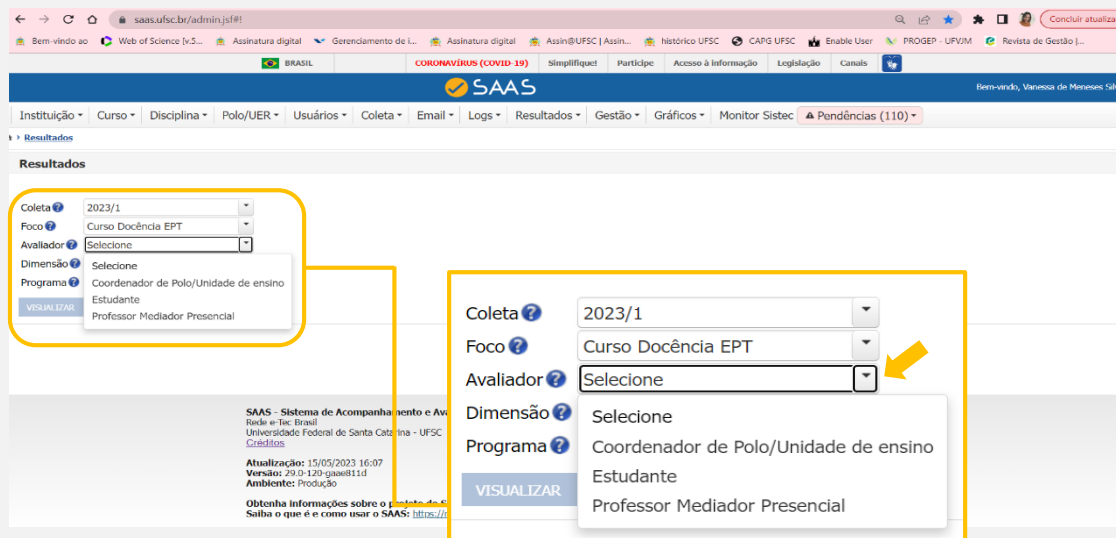 saas.ufsc.br/admin.jsf#!
Concluir atualiza
Bem-vindo ao
Web of Science [v.5...
Assinatura digital
Gerenciamento de i...
Assinatura digital
Assin@UFSC | Assin...
histórico UFSC
CAPG UFSC
Enable User
PROGEP - UFVJM
Revista de Gestão |...
BRASIL
CORONAVÍRUS (COVID-19)
Simplifique!
Participe
Acesso à informação
Legislação
Canais
SAAS
Bem-vindo, Vanessa de Meneses Sil
Instituição
Curso
Disciplina
Polo/UER
Usuários
Coleta
Email
Logs
Resultados
Gestão
Gráficos
Monitor Sistec
Pendências (110)
> Resultados
Resultados
Coleta 2023/1
Foco Curso Docência EPT
Avaliador Selecione
Dimensão
Programa
VISUALIZAR
Selecione
Coordenador de Polo/Unidade de ensino
Estudante
Professor Mediador Presencial
Coleta 2023/1
Foco Curso Docência EPT
Avaliador Selecione
Dimensão
Programa
VISUALIZAR
Selecione
Coordenador de Polo/Unidade de ensino
Estudante
Professor Mediador Presencial
SAAS - Sistema de Acompanhamento e Ava
Rede e-Tec Brasil
Universidade Federal de Santa Catarina - UFSC
Créditos
Atualização: 15/05/2023 16:07
Versão: 29.0-120-gaae811d
Ambiente: Produção
Obtenha informações sobre o projeto do S
Saiba o que é e como usar o SAAS: https://